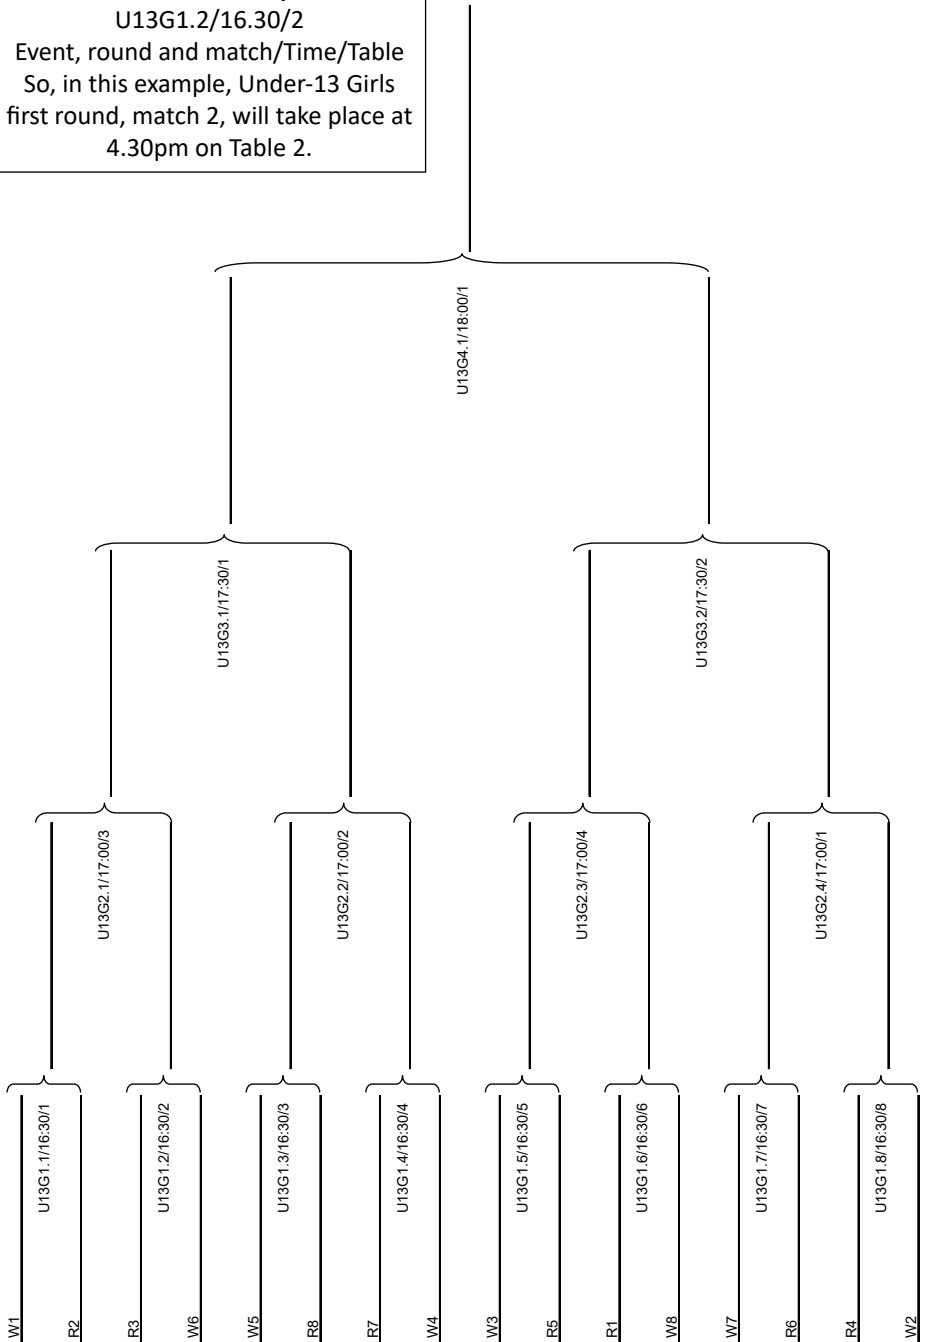 U13G1.2/16.30/2
Event, round and match/Time/Table
So, in this example, Under-13 Girls
first round, match 2, will take place at
4.30pm on Table 2.
U13G4.1/18:00/1
U13G3.1/17:30/1
U13G3.2/17:30/2
U13G2.1/17:00/3
U13G2.2/17:00/2
U13G2.3/17:00/4
U13G2.4/17:00/1
U13G1.1/16:30/1
U13G1.2/16:30/2
U13G1.3/16:30/3
U13G1.4/16:30/4
U13G1.5/16:30/5
U13G1.6/16:30/6
U13G1.7/16:30/7
U13G1.8/16:30/8
W1
R2
R3
W6
W5
R8
R7
W4
W3
R5
R1
W8
W7
R6
R4
W2